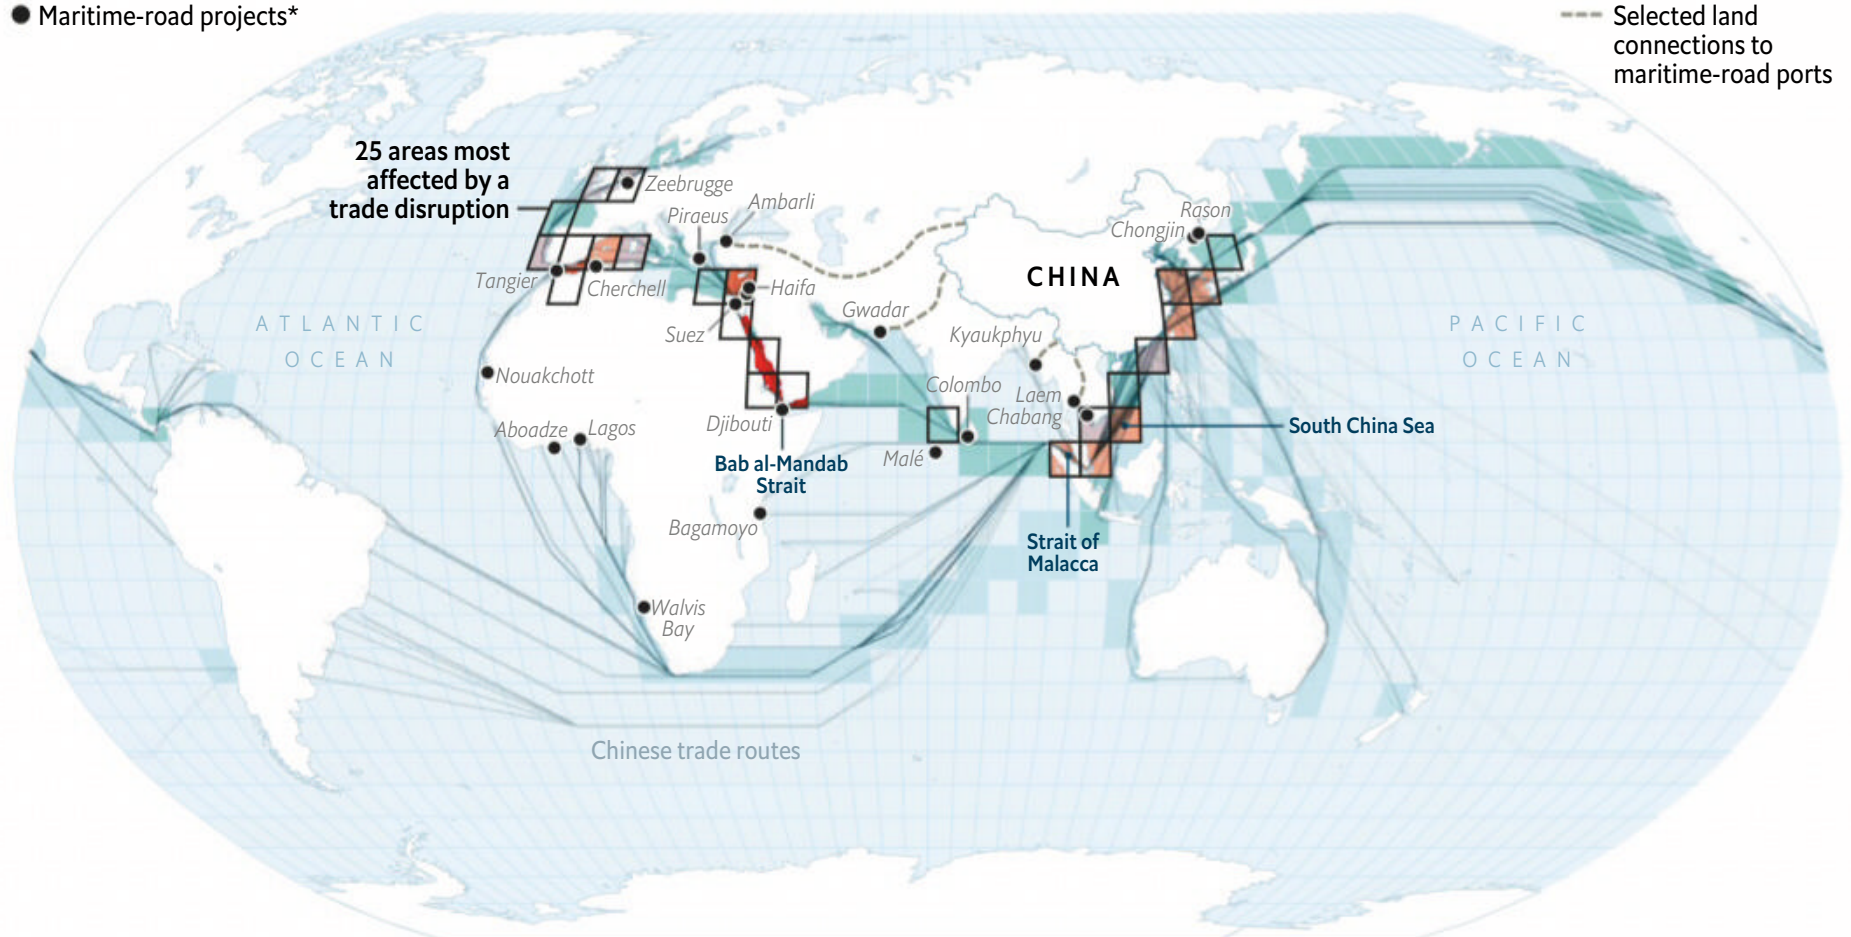 Maritime-road projects*
Selected land
connections to
maritime-road ports
25 areas most
affected by a
trade disruption
Zeebrugge
Ambarli
Piraeus
Rason
Chongjin
CHINA
Tangier
Cherchell
Haifa
Gwadar
Suez
Kyaukphyu
ATLANTIC
OCEAN
PACIFIC
OCEAN
Nouakchott
Colombo
Laem
Chabang
Djibouti
Aboadze
Lagos
South China Sea
Malé
Bab al-Mandab
Strait
Bagamoyo
Strait of
Malacca
Walvis
Bay
Chinese trade routes